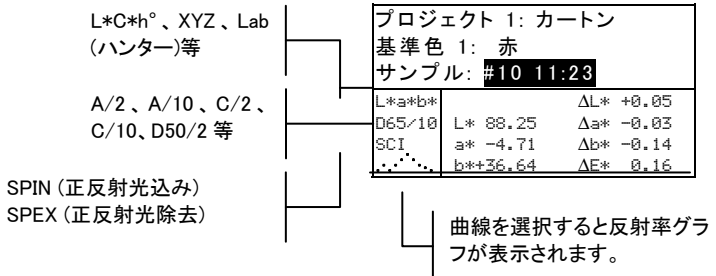 L*C*h°、XYZ、Lab
(ハンター)等
A/2、A/10、C/2、
C/10、D50/2 等
SPIN (正反射光込み)
SPEX (正反射光除去)
プロジェクト 1: カートン
基準色 1: 赤
サンプル: #10 11:23
L*a*b* ΔL* +0.05
D65/10 L* 88.25 Δa* -0.03
SCI a* -4.71 Δb* -0.14
b*+36.64 ΔE* 0.16
曲線を選択すると反射率グラ
フが表示されます。